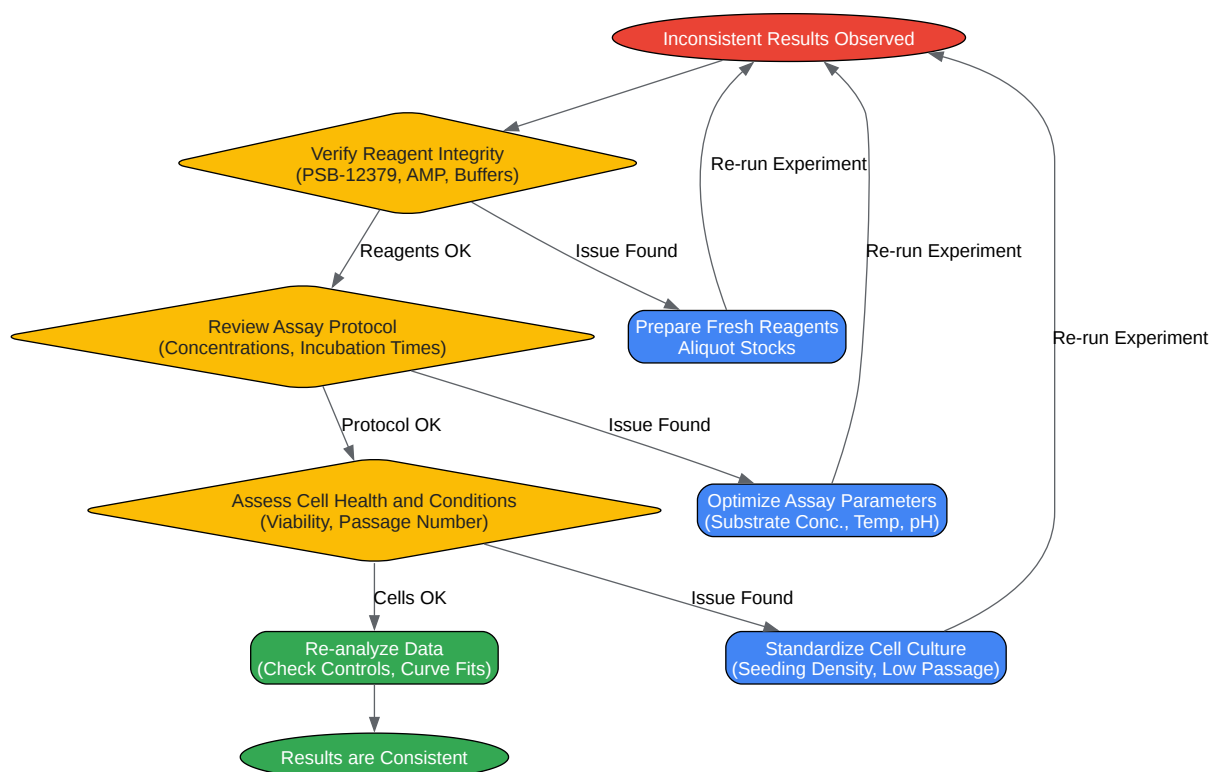 Inconsistent Results Observed
Verify Reagent Integrity
(PSB-12379, AMP, Buffers)
Re-run Experiment
Reagents OK
Issue Found
Re-run Experiment
Review Assay Protocol
(Concentrations, Incubation Times)
Prepare Fresh Reagents
Aliquot Stocks
Re-run Experiment
Protocol OK
Issue Found
Assess Cell Health and Conditions
(Viability, Passage Number)
Optimize Assay Parameters
(Substrate Conc., Temp, pH)
Cells OK
Issue Found
Re-analyze Data
(Check Controls, Curve Fits)
Standardize Cell Culture
(Seeding Density, Low Passage)
Results are Consistent